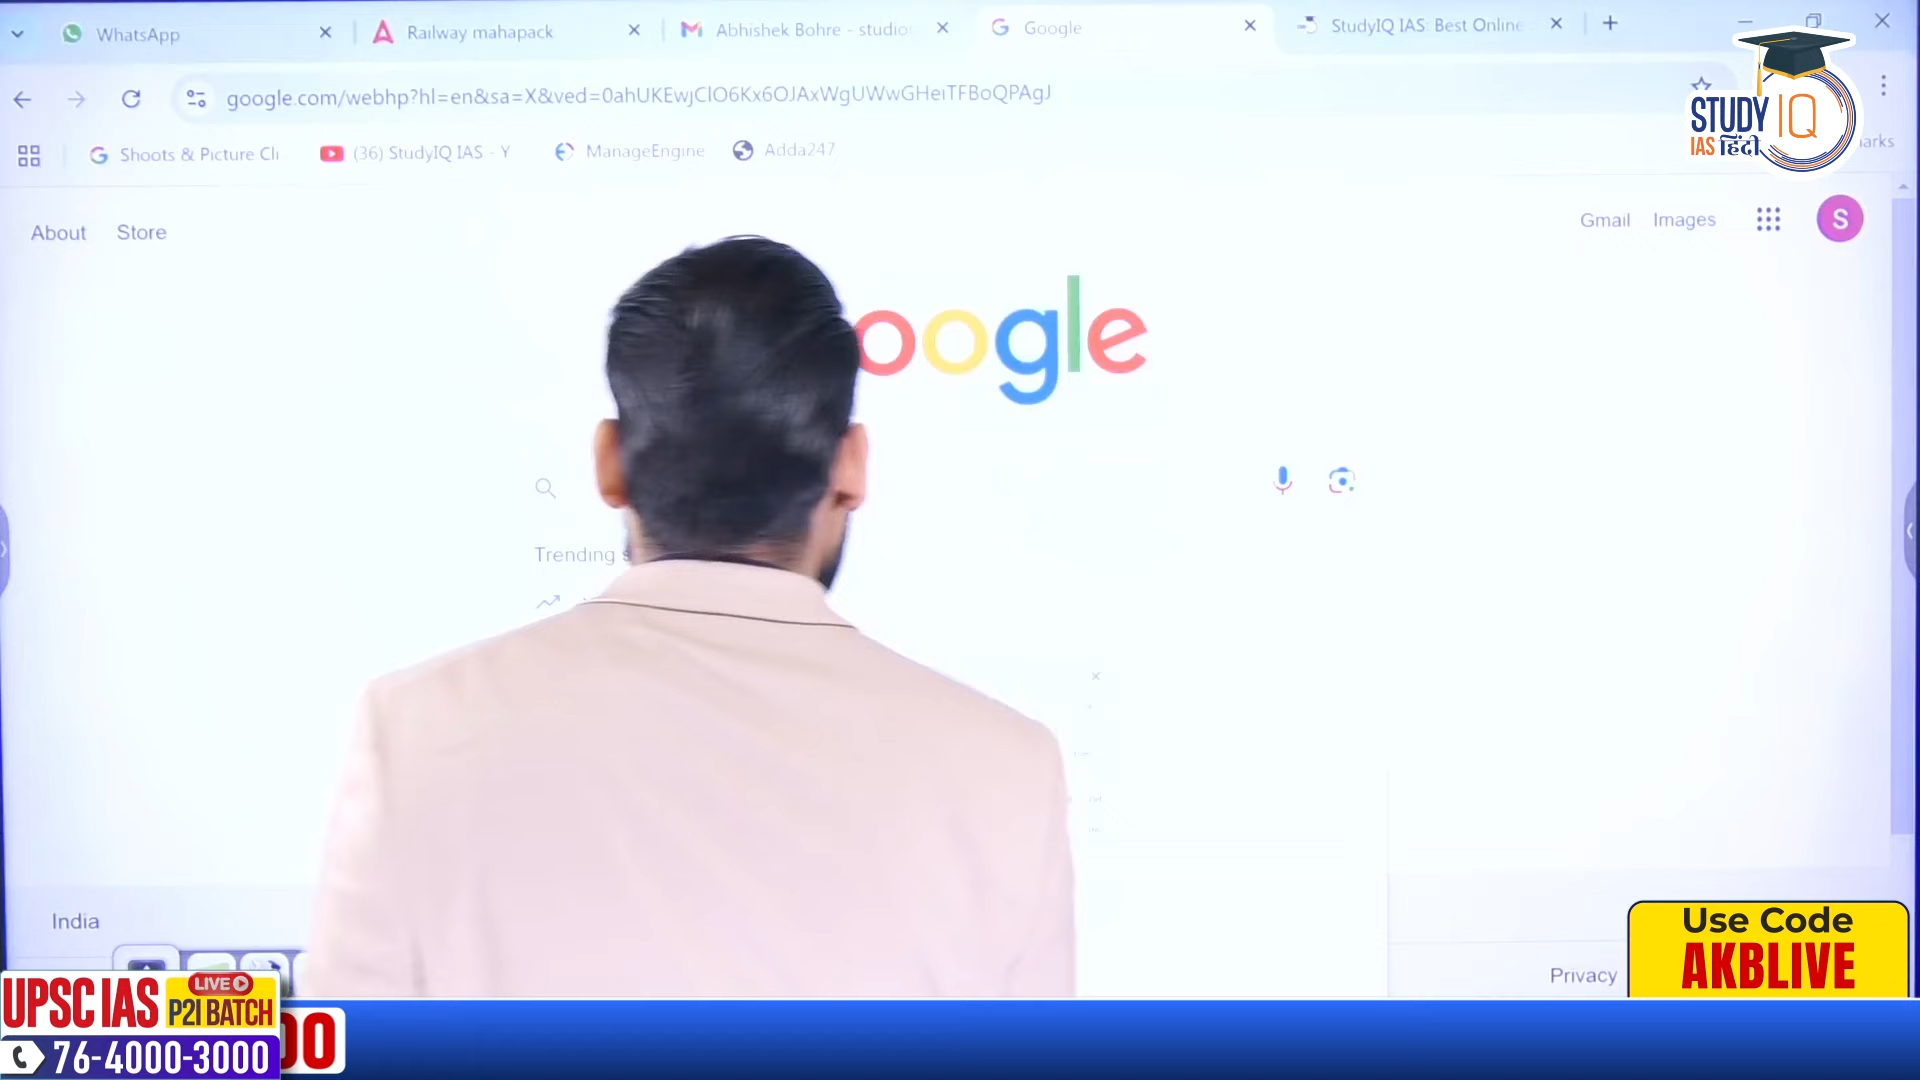 WhatsApp
Railway mahapack
Abhishek Bohre - studio
Google
StudyIQ IAS: Best Online
google.com/webhp?hl=en&sa=X&ved=0ahUKEwjClO6Kx6OJAxWgUWwGHeiTFBoQPAgJ
Shoots & Picture Cli
(36) StudyIQ IAS - Y
ManageEngine
Adda247
arks
STUDY IQ
IAS हिंदी
About
Store
Gmail
Images
S
oogle
Trending s
India
Privacy
Use Code
AKBLIVE
UPSC IAS
LIVE
P2I BATCH
76-4000-3000
00